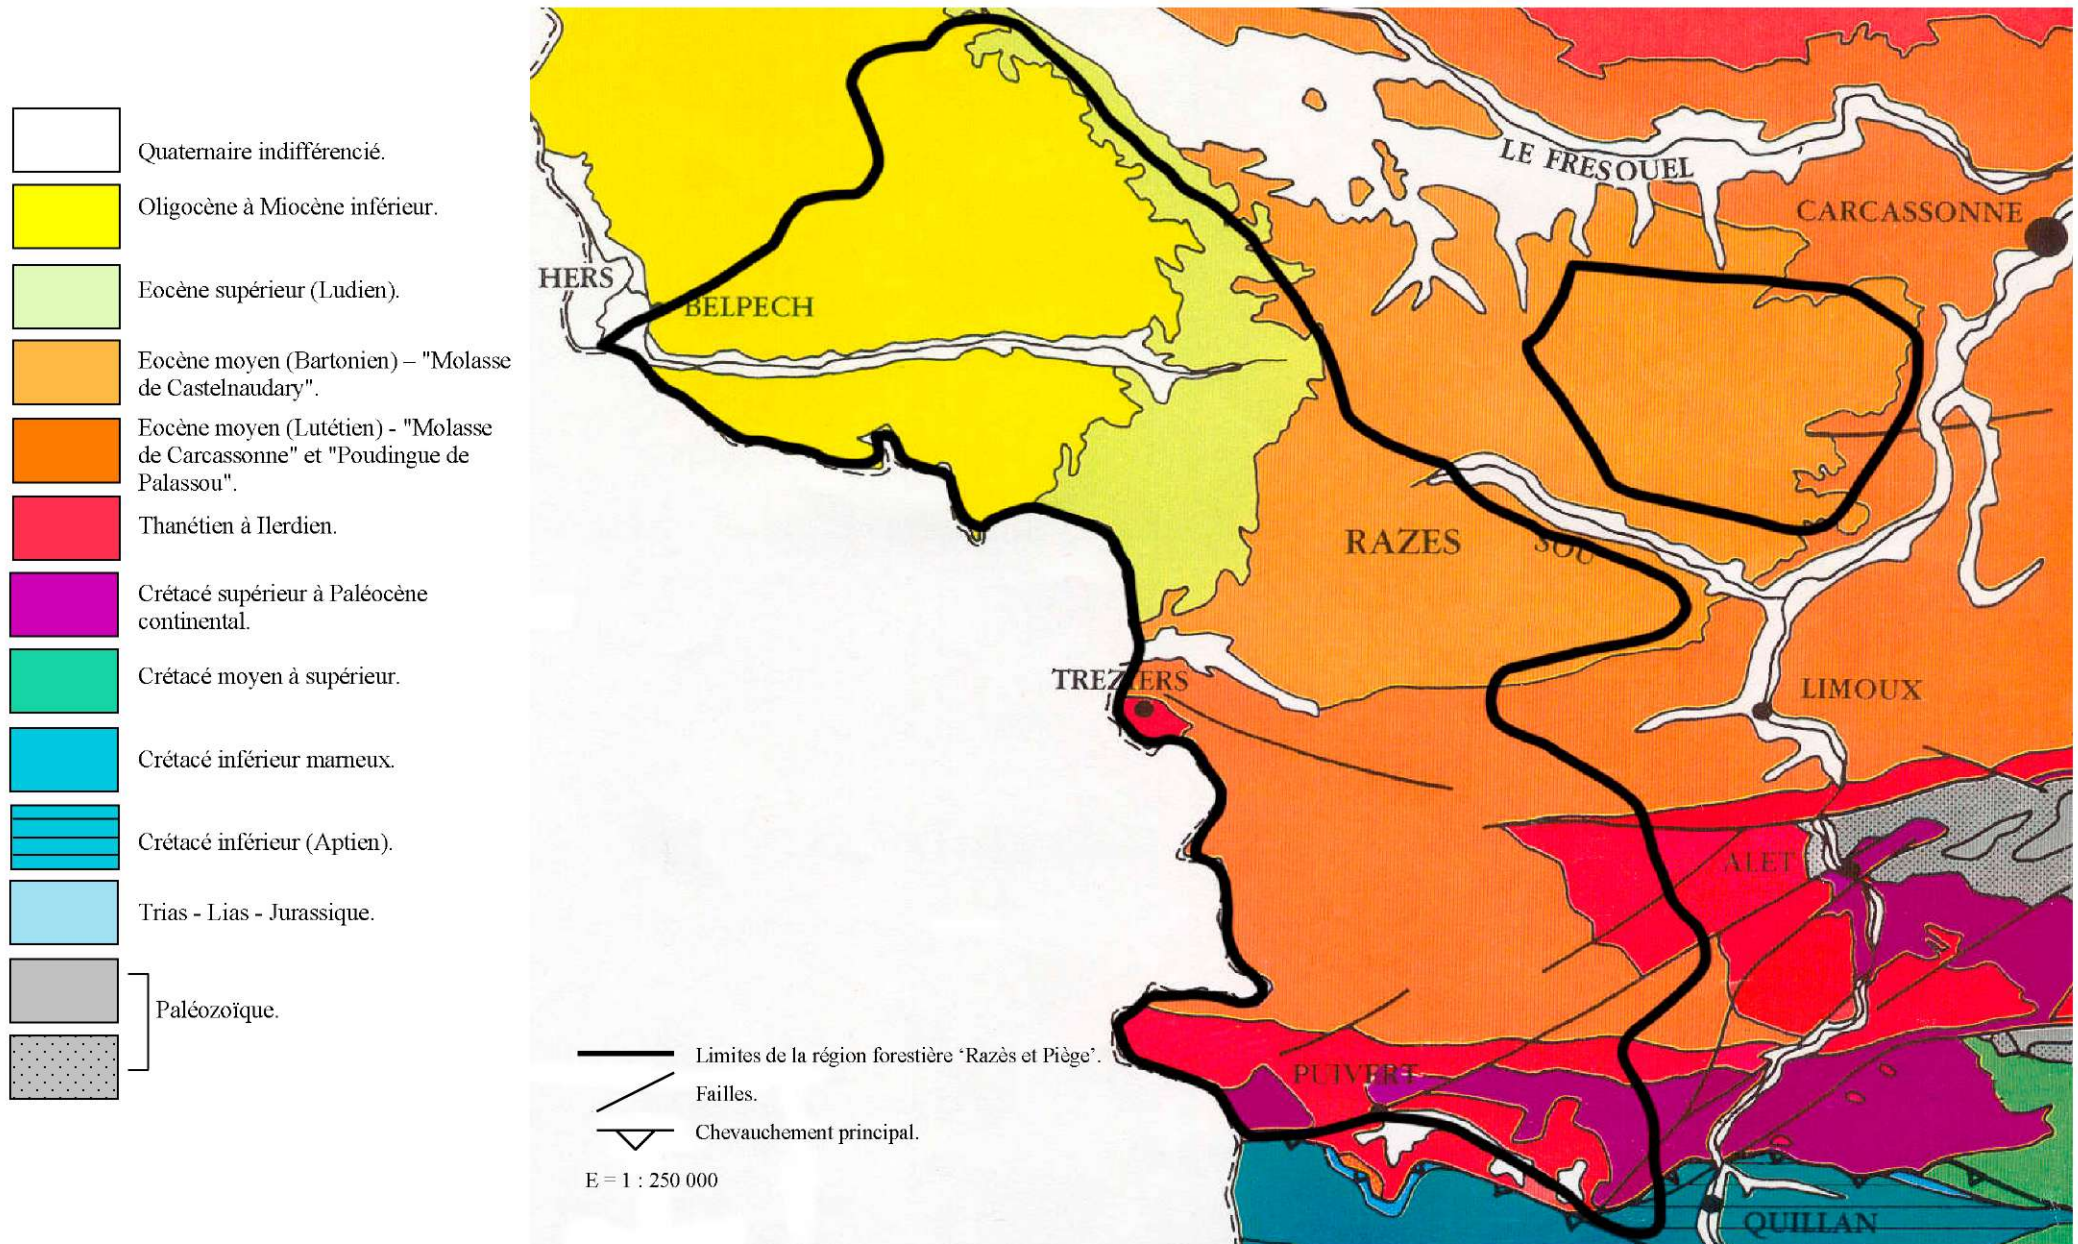 Quaternaire indifférencié.
Oligocène à Miocène inférieur.
Eocène supérieur (Ludien).
Eocène moyen (Bartonien) – "Molasse
de Castelnaudary".
Eocène moyen (Lutétien) - "Molasse
de Carcassonne" et "Poudingue de
Palassou".
Thanétien à Ilerdien.
Crétacé supérieur à Paléocène
continental.
Crétacé moyen à supérieur.
Crétacé inférieur marneux.
Crétacé inférieur (Aptien).
Trias - Lias - Jurassique.
Paléozoïque.
LE FRESOUEL
CARCASSONNE
HERS
BELPECH
RAZES
SOU
TREZIERS
LIMOUX
ALET
PUIVERT
QUILLAN
Limites de la région forestière ‘Razès et Piège’.
Failles.
Chevauchement principal.
E = 1 : 250 000